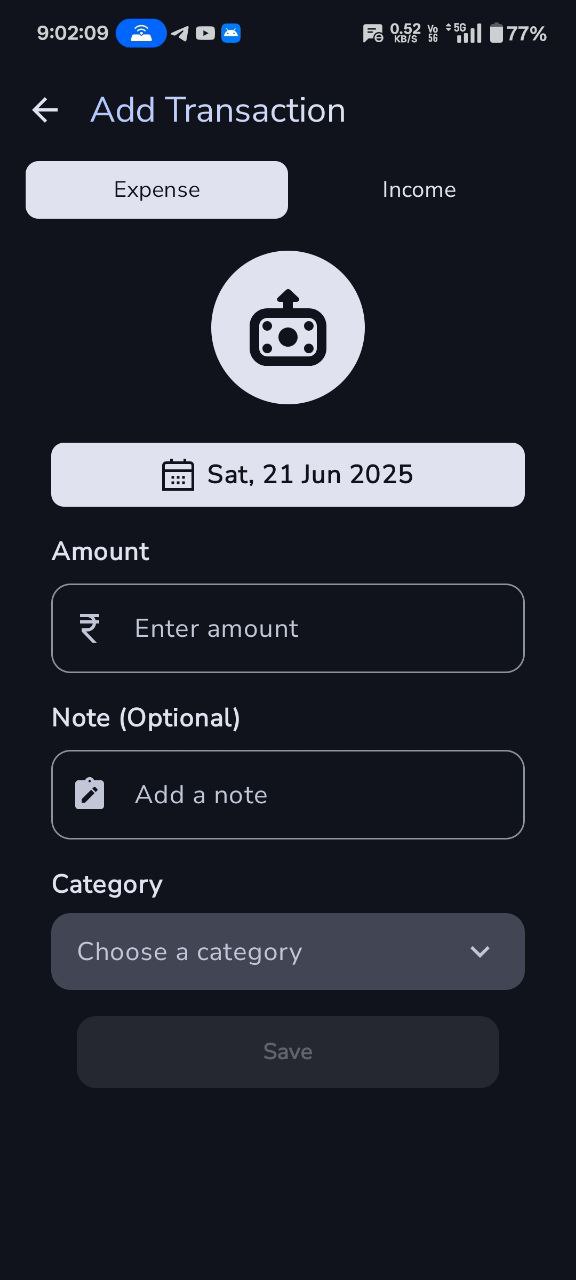 9:02:09 0.52 KB/S Vo 5G 5G 77%
Add Transaction
Expense Income
Sat, 21 Jun 2025
Amount
₹ Enter amount
Note (Optional)
Add a note
Category
Choose a category
Save